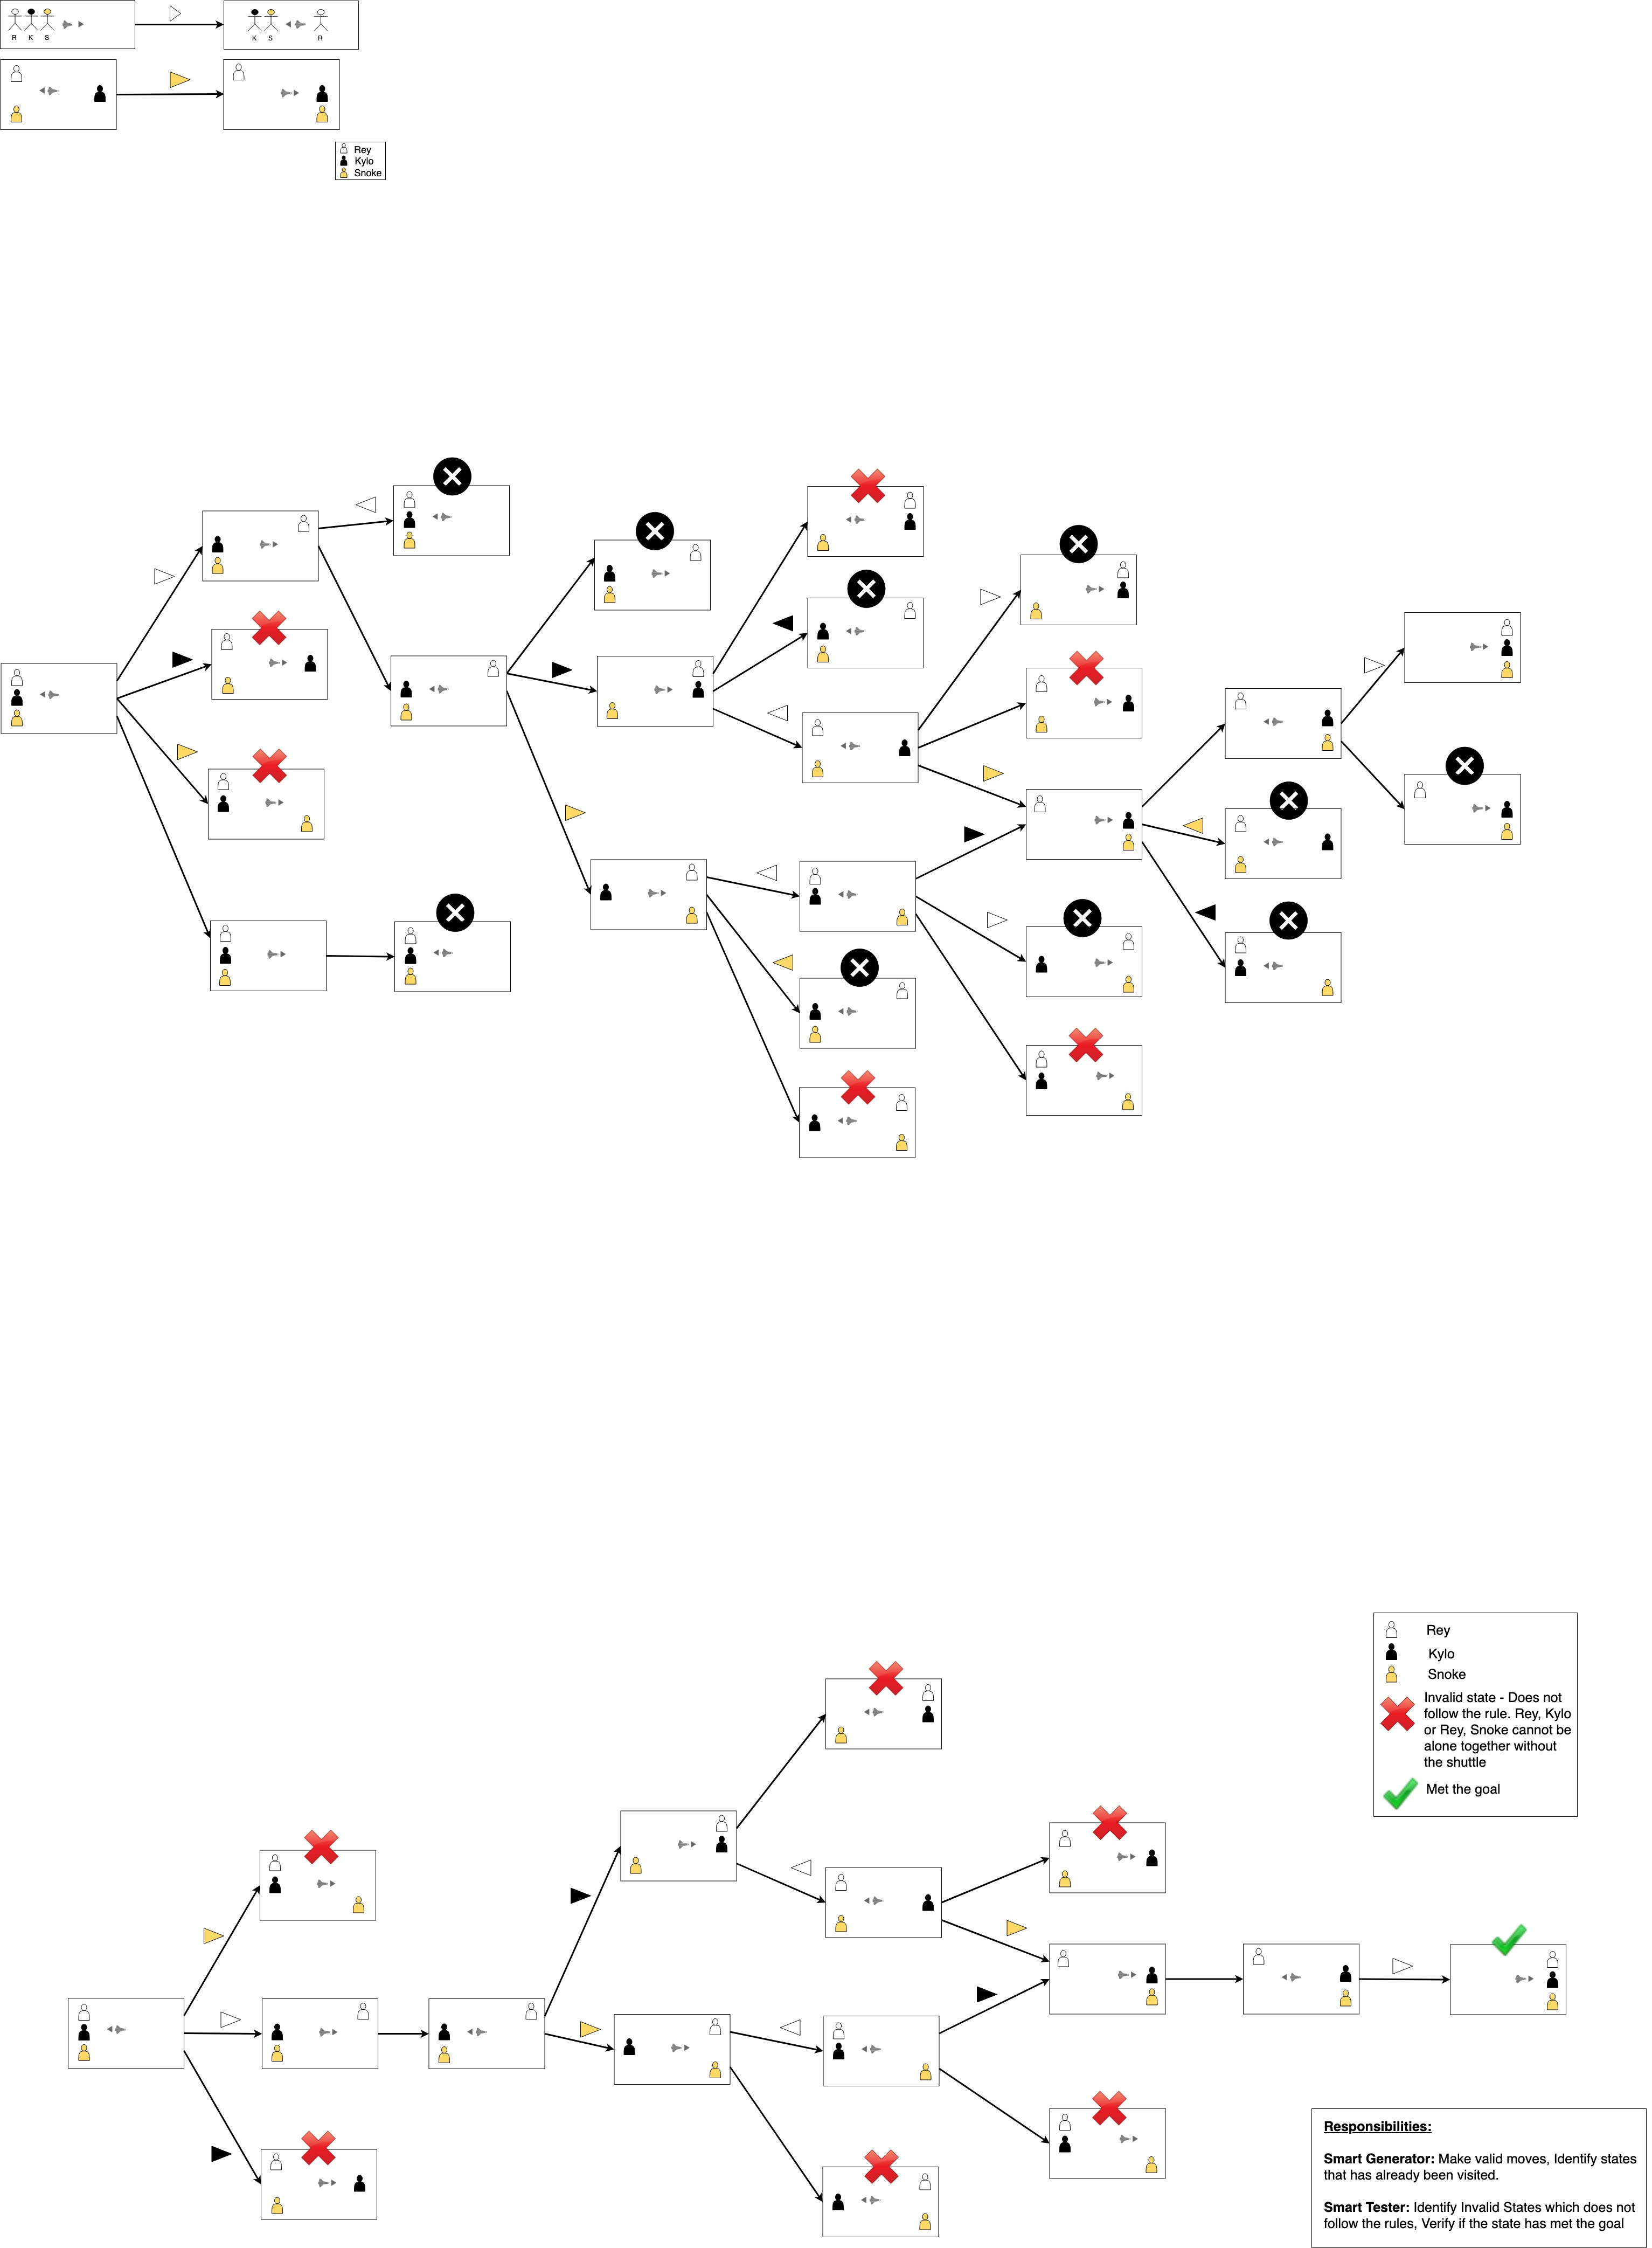 R K S
K S R
Rey
Kylo
Snoke
Rey
Kylo
Snoke
Invalid state - Does not
follow the rule. Rey, Kylo
or Rey, Snoke cannot be
alone together without
the shuttle
Met the goal
Responsibilities:
Smart Generator: Make valid moves, Identify states
that has already been visited.
Smart Tester: Identify Invalid States which does not
follow the rules, Verify if the state has met the goal